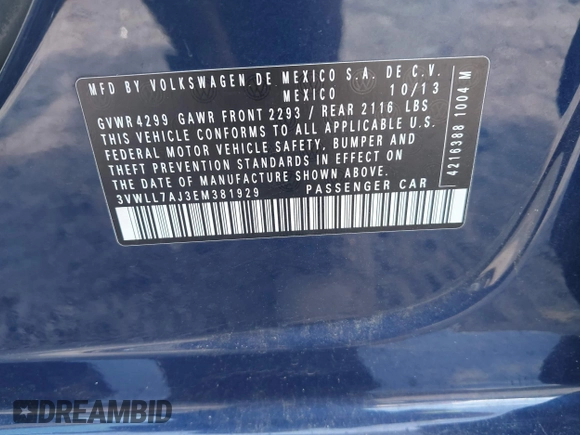 MFD BY VOLKSWAGEN DE MEXICO S.A. DE C.V.
MEXICO 10/13
GVWR 4299 GAWR FRONT 2293 / REAR 2116 LBS
THIS VEHICLE CONFORMS TO ALL APPLICABLE U.S.
FEDERAL MOTOR VEHICLE SAFETY, BUMPER AND
THEFT PREVENTION STANDARDS IN EFFECT ON
THE DATE OF MANUFACTURE SHOWN ABOVE.
3VWLL7AJ3EM381929 PASSENGER CAR
4216388 1004 M
DREAMBID